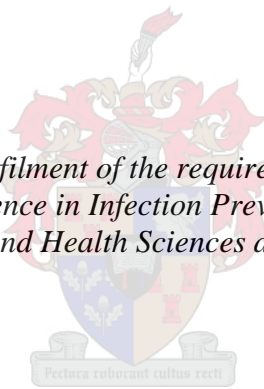 filment of the require
ence in Infection Prev
nd Health Sciences a
Pectora roborant cultus recti